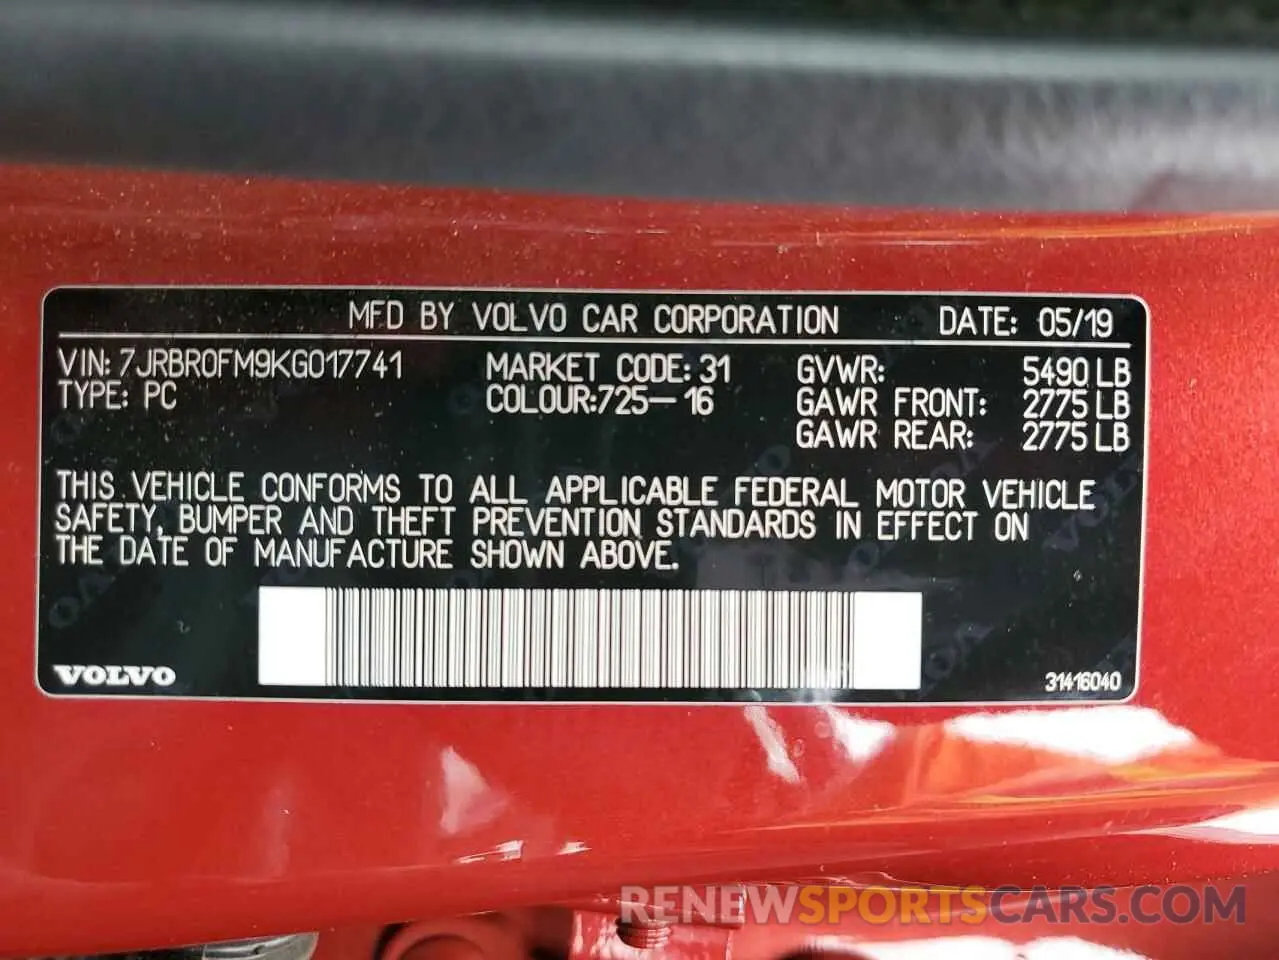 MFD BY VOLVO CAR CORPORATION DATE: 05/19
VIN: 7JRBR0FM9KG017741 MARKET CODE: 31 GVWR: 5490 LB
TYPE: PC COLOUR:725-16 GAWR FRONT: 2775 LB
GAWR REAR: 2775 LB
THIS VEHICLE CONFORMS TO ALL APPLICABLE FEDERAL MOTOR VEHICLE
SAFETY, BUMPER AND THEFT PREVENTION STANDARDS IN EFFECT ON
THE DATE OF MANUFACTURE SHOWN ABOVE.
VOLVO 31416040
RENEWSPORTSCARS.COM